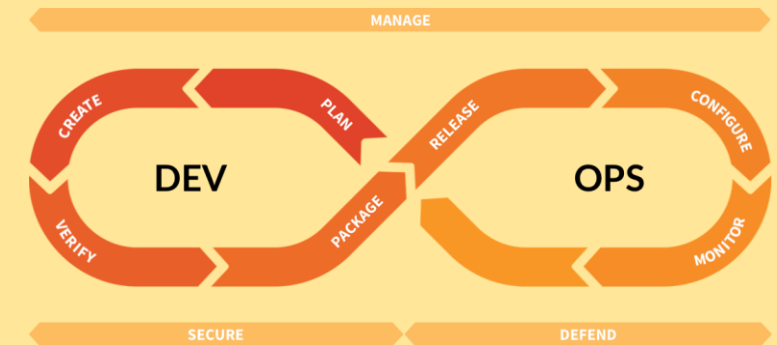 MANAGE
PLAN
CREATE
RELEASE
CONFIGURE
DEV
OPS
VERIFY
PACKAGE
MONITOR
SECURE
DEFEND